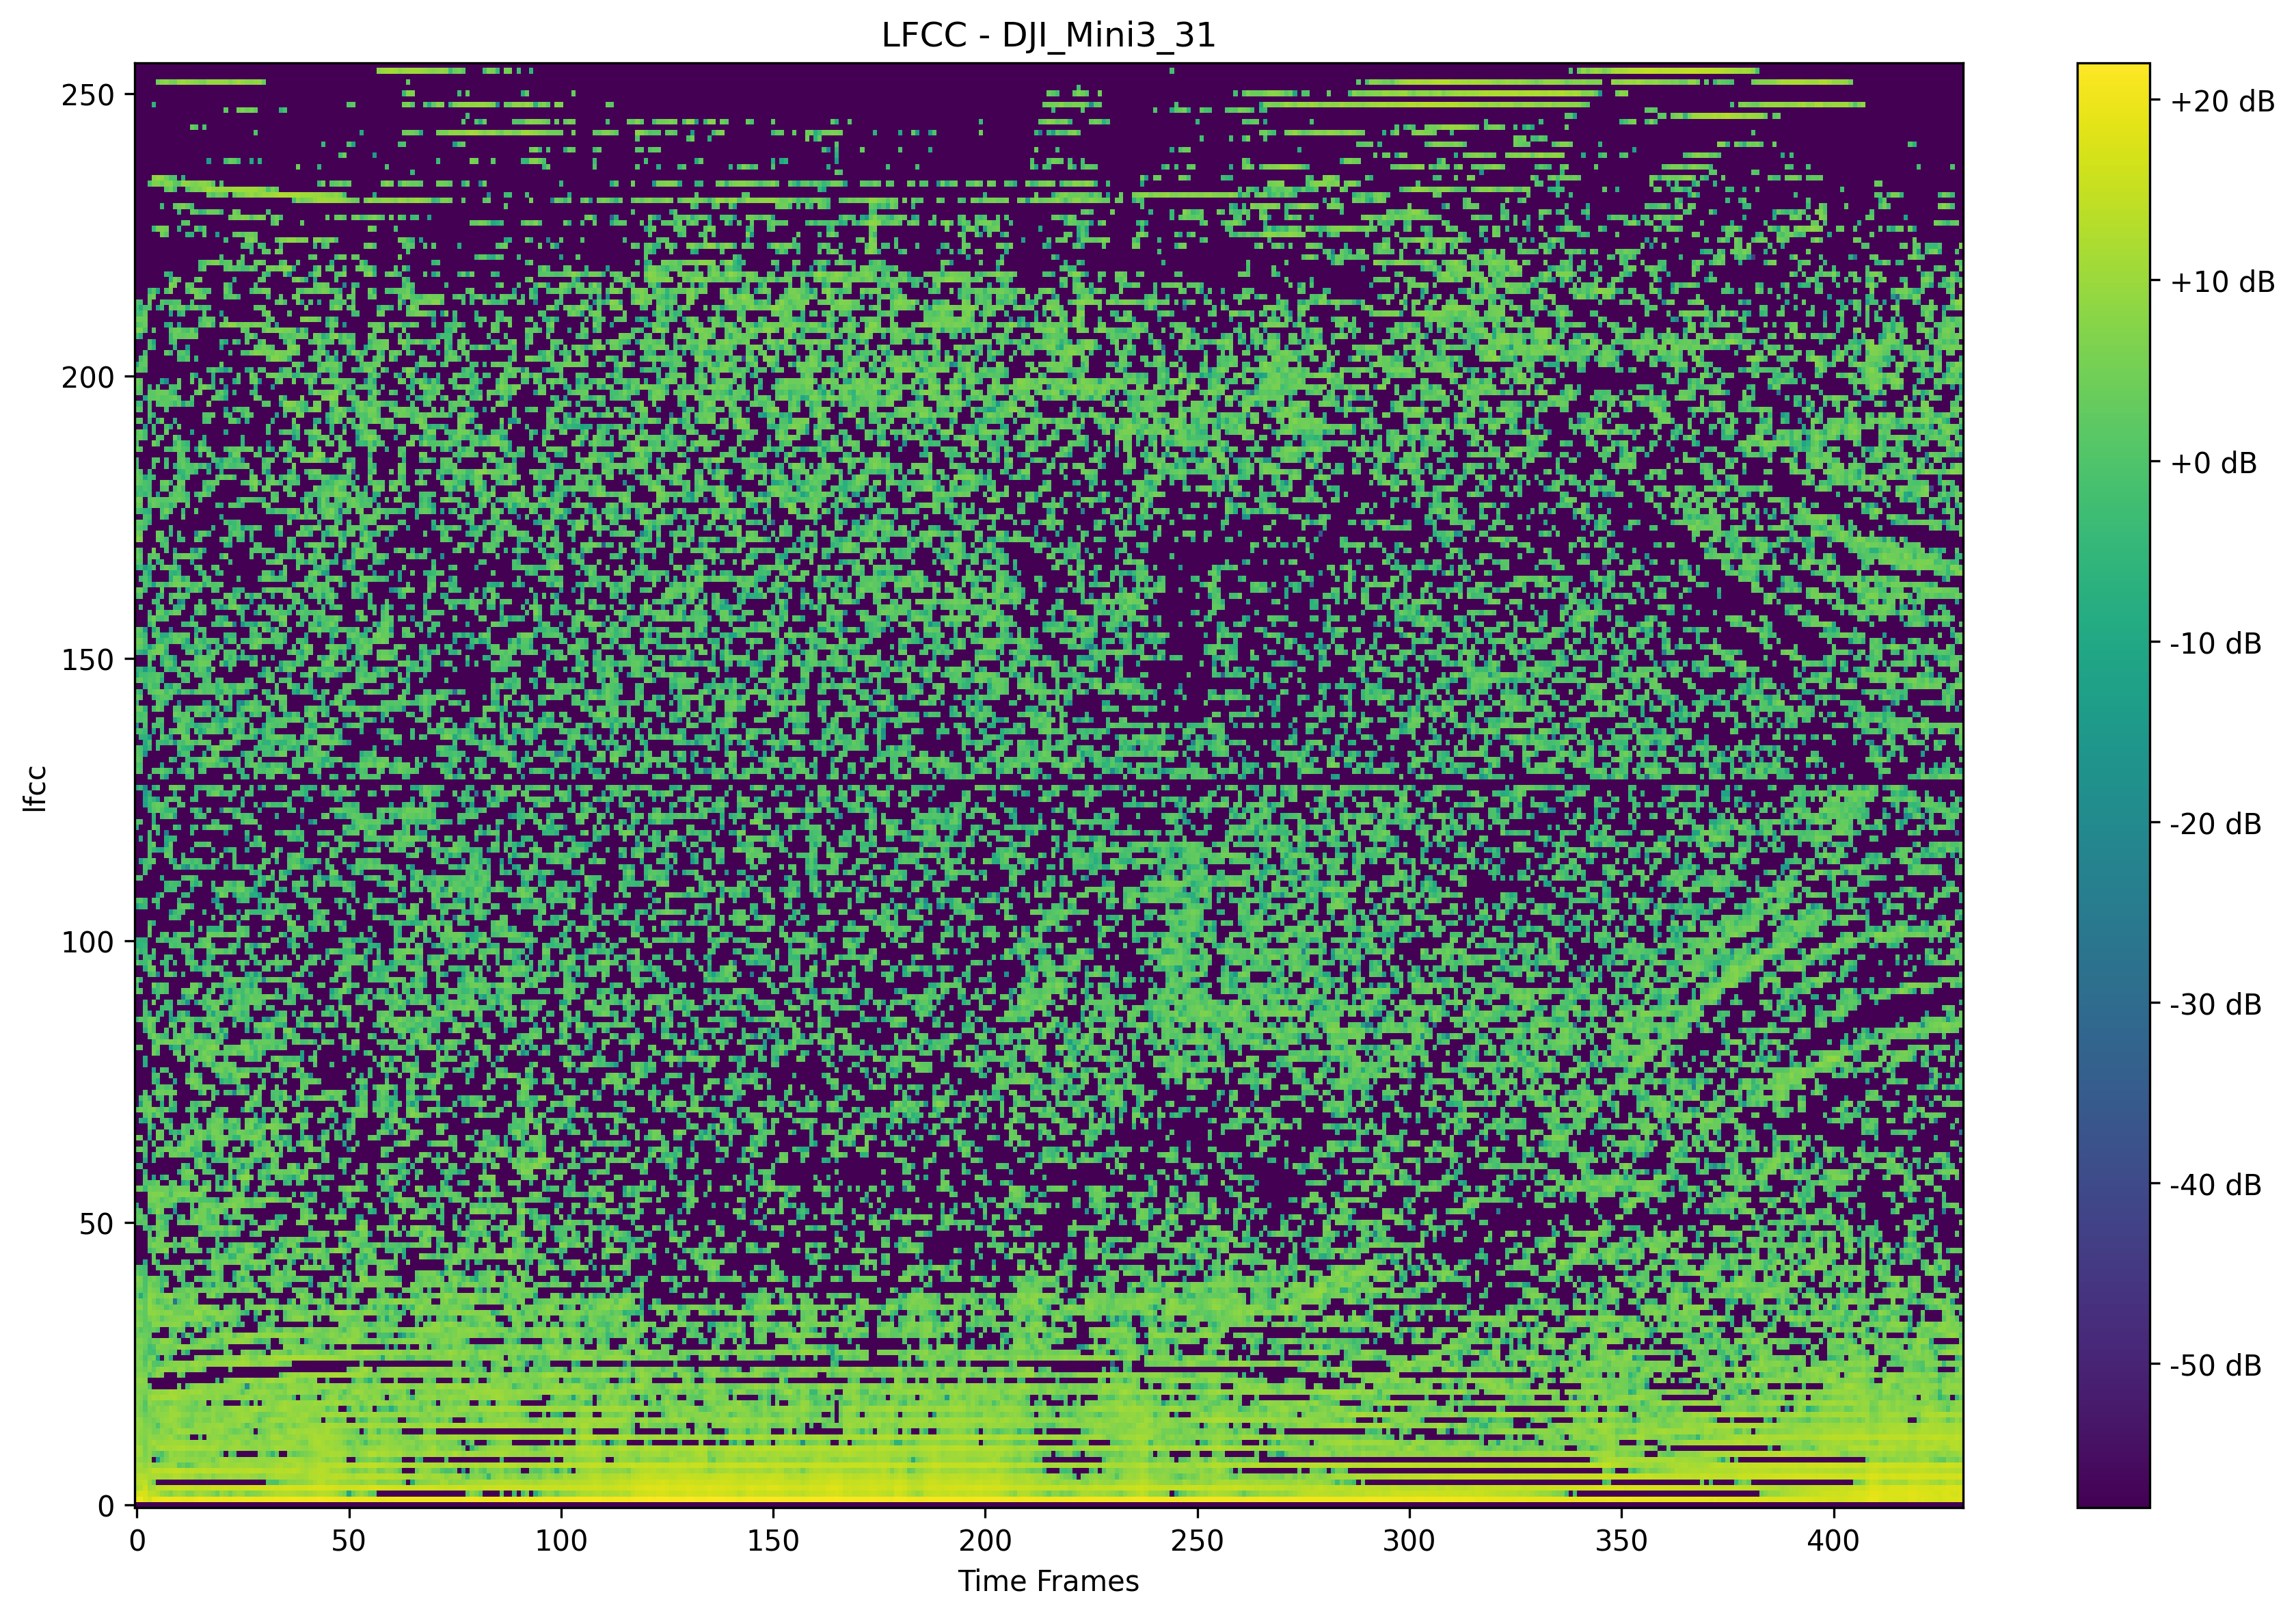 LFCC - DJI_Mini3_31
250
200
150
100
50
0
lfcc
0 50 100 150 200 250 300 350 400
Time Frames
+20 dB
+10 dB
+0 dB
-10 dB
-20 dB
-30 dB
-40 dB
-50 dB